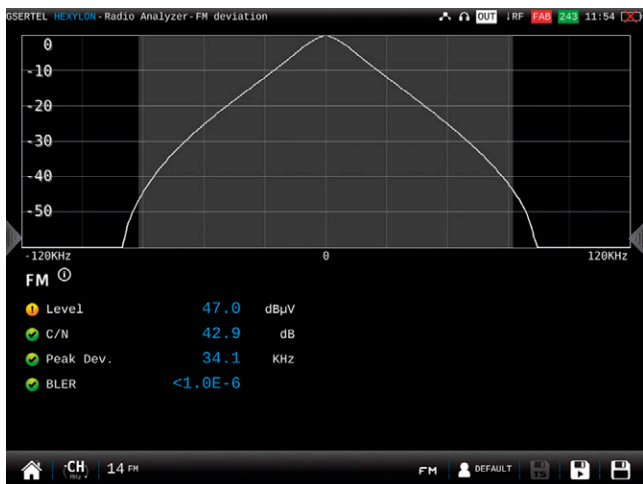 GSERTEL HEXYLON-Radio Analyzer-FM deviation OUT ↓RF FAB 243 11:54
0
-10
-20
-30
-40
-50
-120KHz 0 120KHz
FM
Level 47.0 dBµV
C/N 42.9 dB
Peak Dev. 34.1 KHz
BLER <1.0E-6
CH MHz 14 FM FM DEFAULT